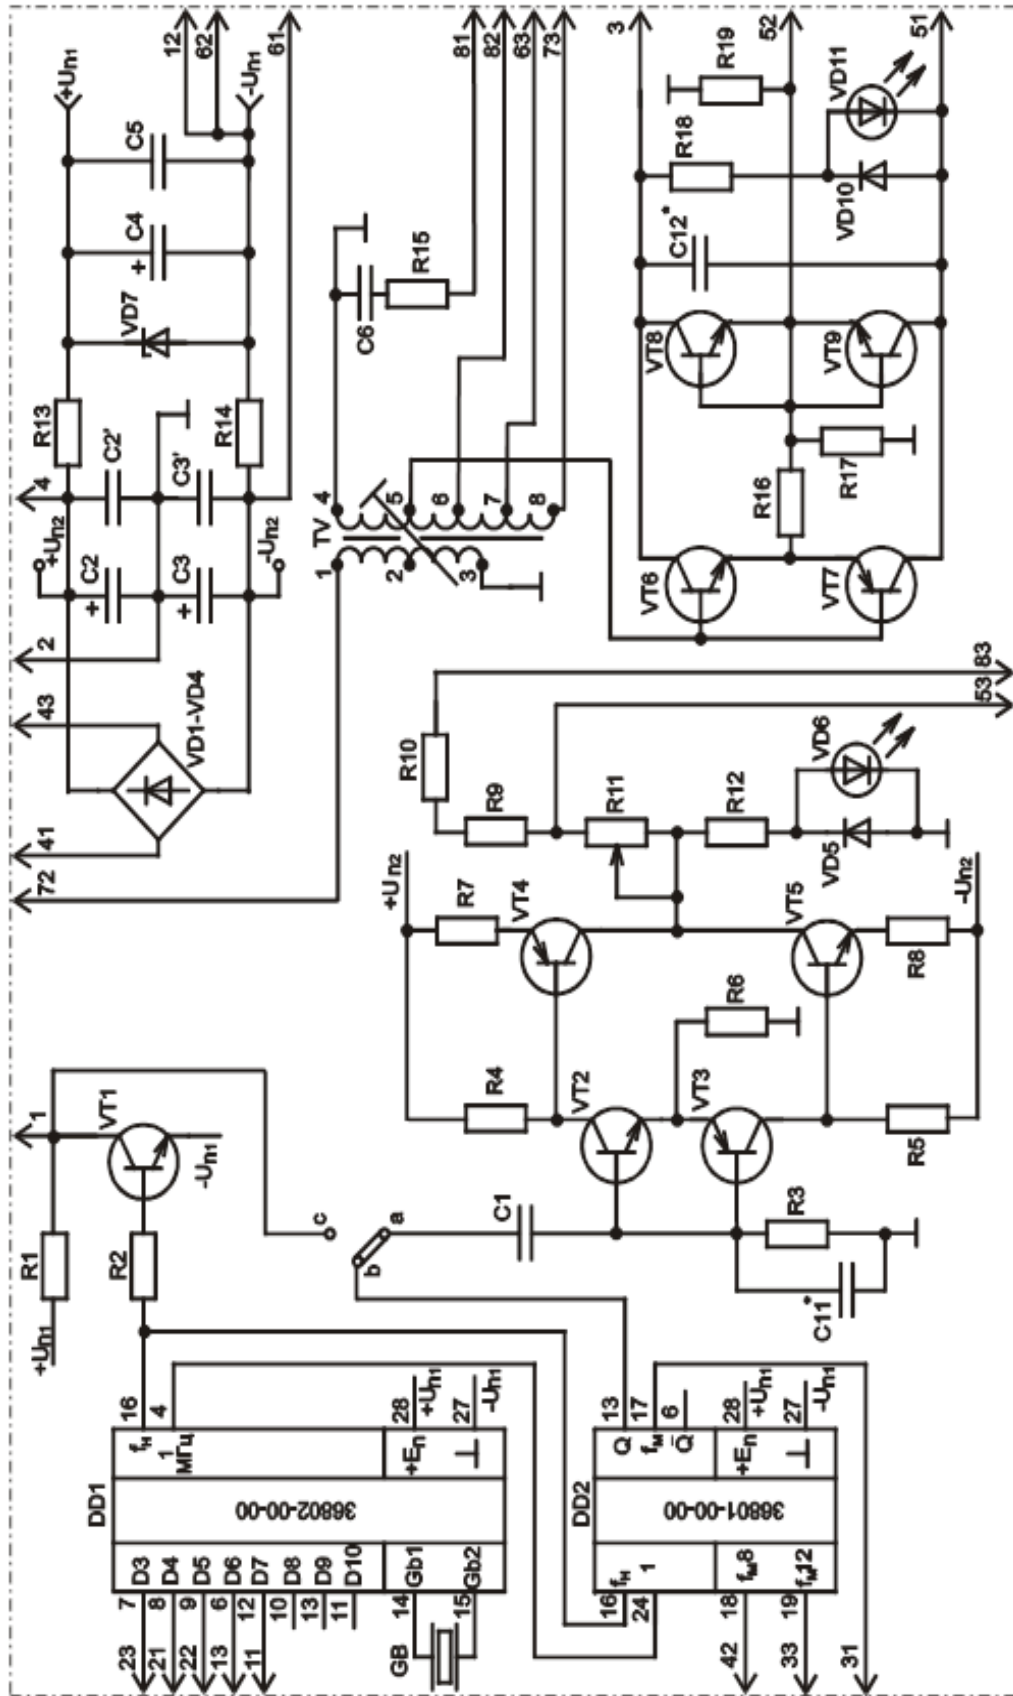 +Uп1
-Uп1
12
62
61
C5
C4
+
VD7
R13
C2'
C3'
R14
4
+Uп2
-Uп2
C2
+
C3
+
2
43
VD1-VD4
41
72
81
82
63
73
C6
R15
TV
4
5
6
7
8
1
2
3
3
52
51
R19
VD11
R18
VD10
C12*
VT8
VT9
R17
R16
VT6
VT7
83
53
R10
R9
R11
R12
VD6
VD5
+Uп2
R7
VT4
VT5
R8
-Uп2
R6
R4
VT2
VT3
R5
1
VT1
-Uп1
R1
+Uп1
R2
c
a
b
C1
R3
C11*
DD1
36802-00-00
fн
1
МГц
16
4
+Eп
28
+Uп1
27
-Uп1
D3
D4
D5
D6
D7
D8
D9
D10
7
8
9
6
12
10
13
11
23
21
22
13
11
Gb1
Gb2
14
15
GB
DD2
36801-00-00
Q
13
fм
17
6
Q
+Eп
28
+Uп1
27
-Uп1
fн
16
1
24
fм8
18
fм12
19
42
33
31